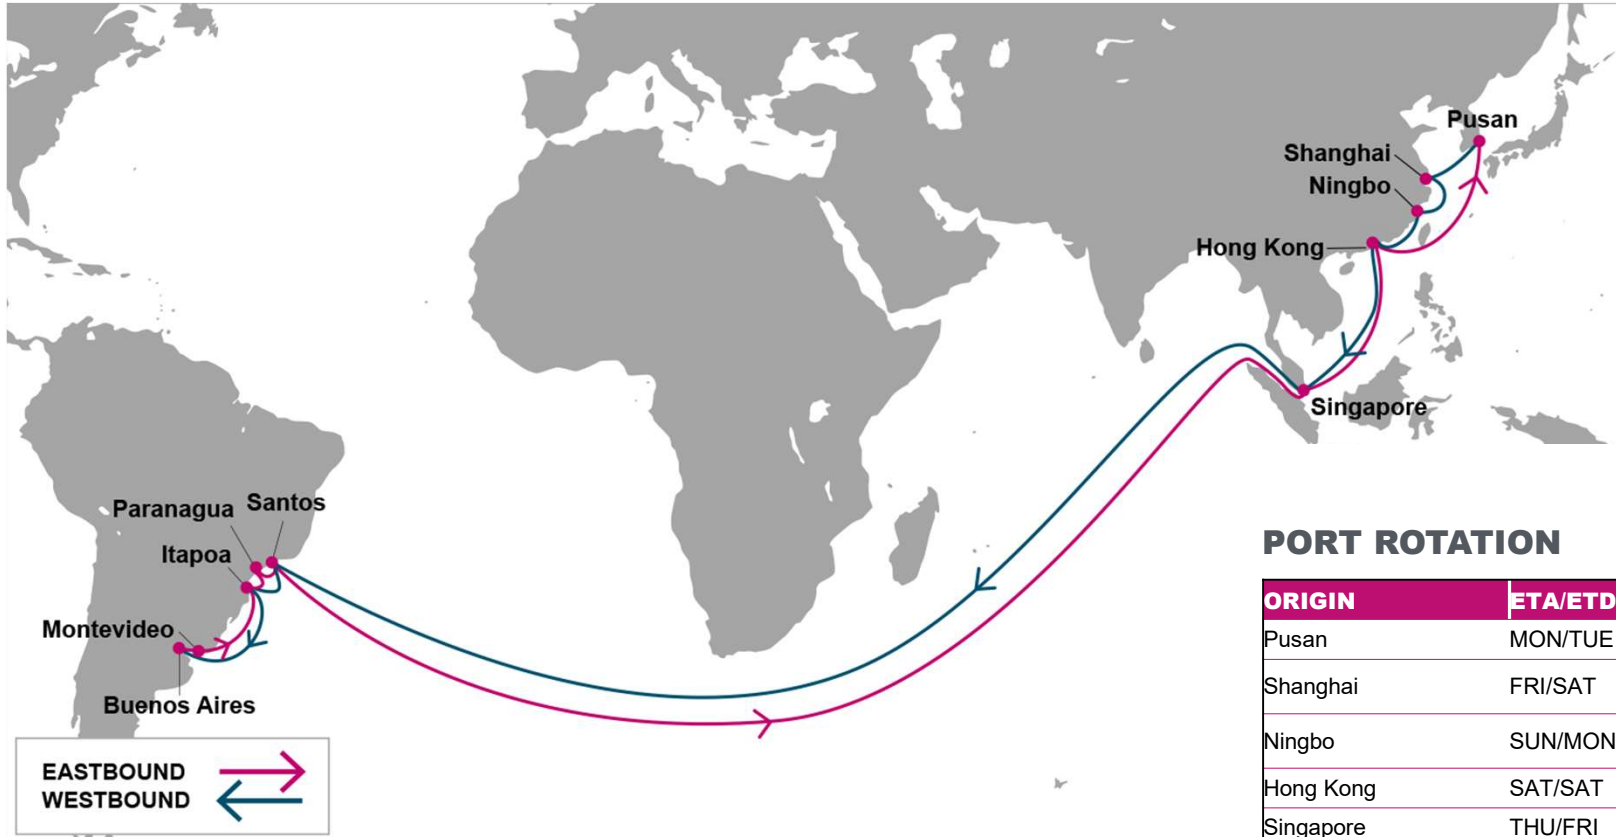 Pusan
Shanghai
Ningbo
Hong Kong
Singapore
Paranagua Santos
Itapoa
Montevideo
Buenos Aires
EASTBOUND
WESTBOUND
PORT ROTATION
ORIGIN ETA/ETD
Pusan MON/TUE
Shanghai FRI/SAT
Ningbo SUN/MON
Hong Kong SAT/SAT
Singapore THU/FRI